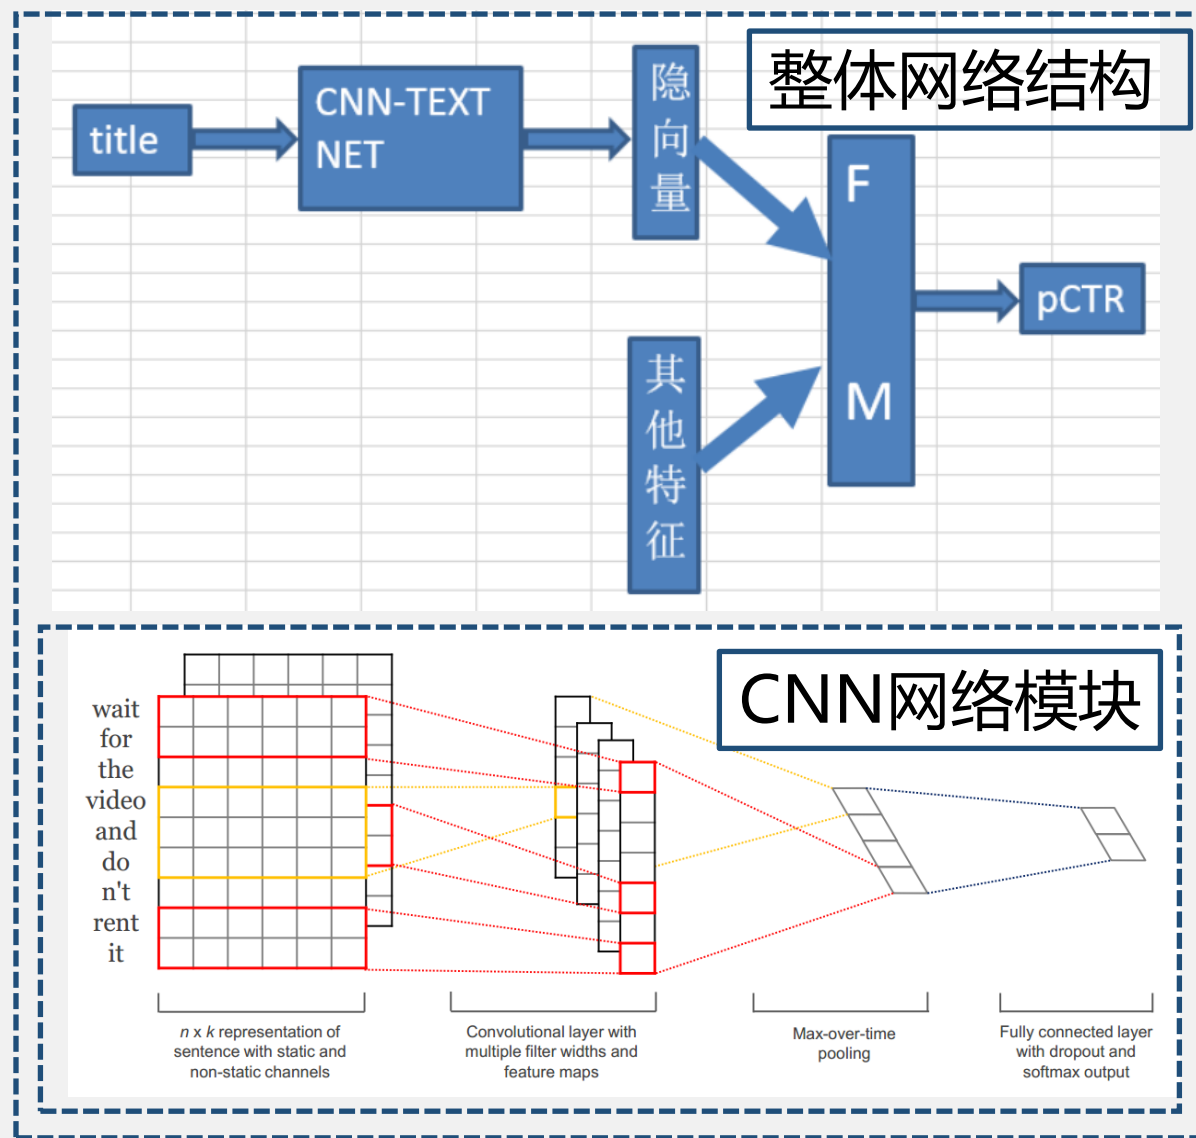 整体网络结构
title
CNN-TEXT
NET
隐
向
量
F
M
pCTR
其
他
特
征
CNN网络模块
wait
for
the
video
and
do
n't
rent
it
n x k representation of
sentence with static and
non-static channels
Convolutional layer with
multiple filter widths and
feature maps
Max-over-time
pooling
Fully connected layer
with dropout and
softmax output